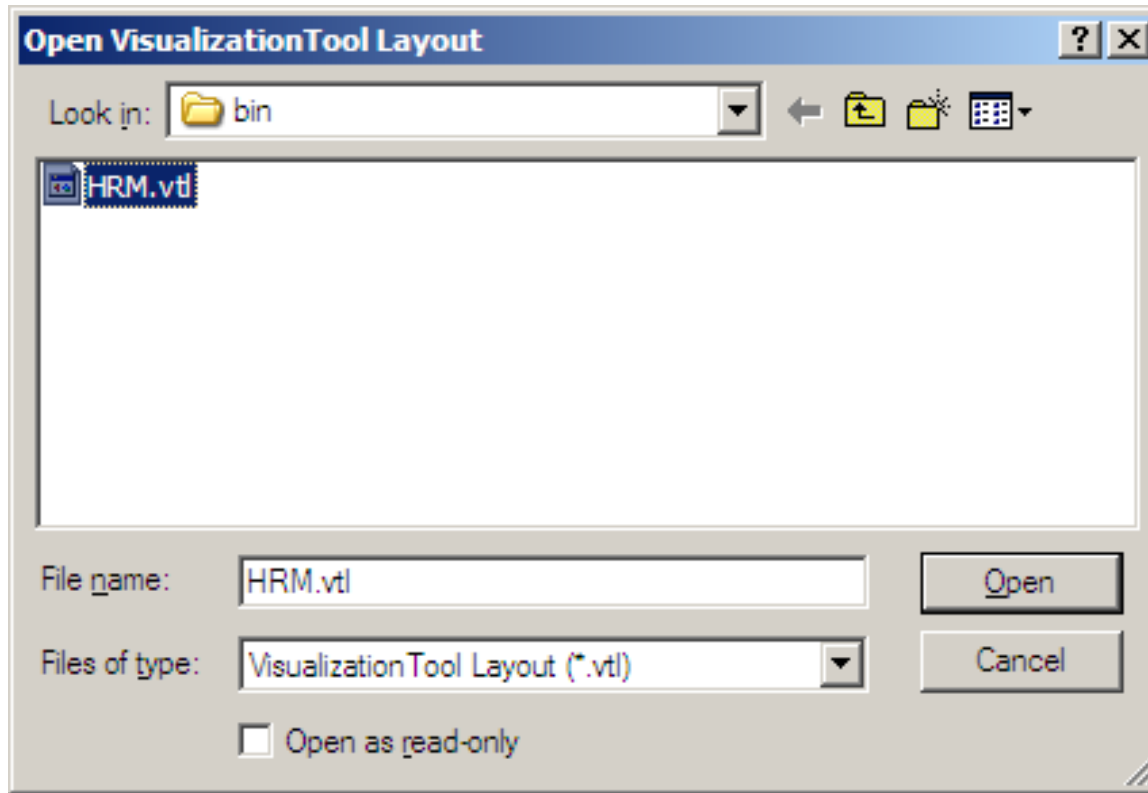 Open VisualizationTool Layout
Look in: bin
HRM.vtl
File name: HRM.vtl Open
Files of type: VisualizationTool Layout (*.vtl) Cancel
Open as read-only